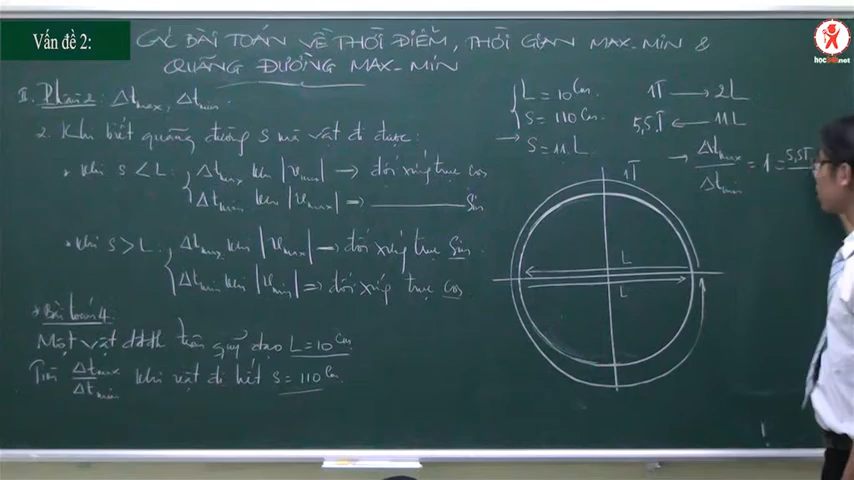 Vấn đề 2:
CÁC BÀI TOÁN VỀ THỜI ĐIỂM, THỜI GIAN MAX-MIN &
QUÃNG ĐƯỜNG MAX-MIN
học247.net
II. Phần 2: Δt max, Δt min.
2. Khi biết quãng đường S mà vật đi được:
* Khi S < L: Δt max khi |v min| → đối xứng trục cos
Δt min khi |v max| → ———— Sin
* Khi S > L: Δt max khi |v max| → đối xứng trục Sin
Δt min khi |v min| → đối xứng trục cos
* Bài toán 4
Một vật dđđh trên quỹ đạo L = 10 cm
Tìm Δt max / Δt min khi vật đi hết S = 110 cm.
L = 10 cm
S = 110 cm
→ S = 11.L
1T → 2L
5,5.T ← 11L
→ Δt max / Δt min = 1 = 5,5T
1T
L
L